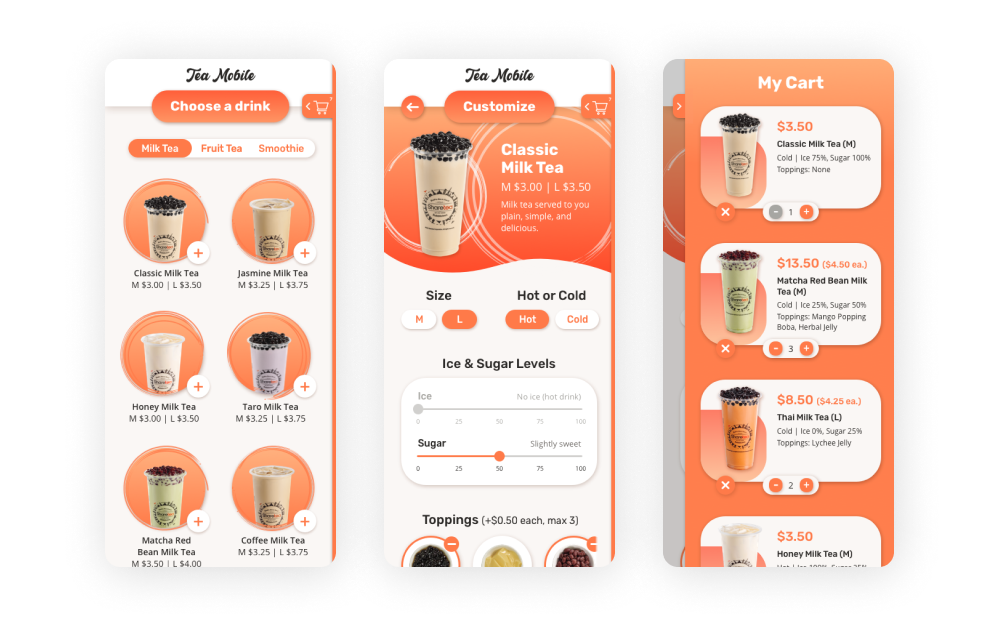 Tea Mobile
Choose a drink
Milk Tea Fruit Tea Smoothie
Classic Milk Tea
M $3.00 | L $3.50
Jasmine Milk Tea
M $3.25 | L $3.75
Honey Milk Tea
M $3.00 | L $3.50
Taro Milk Tea
M $3.25 | L $3.75
Matcha Red
Bean Milk Tea
M $3.50 | L $4.00
Coffee Milk Tea
M $3.25 | L $3.75
Tea Mobile
Customize
Classic
Milk Tea
M $3.00 | L $3.50
Milk tea served to you
plain, simple, and
delicious.
Sharetea
Size
M L
Hot or Cold
Hot Cold
Ice & Sugar Levels
Ice No ice (hot drink)
0 25 50 75 100
Sugar Slightly sweet
0 25 50 75 100
Toppings (+$0.50 each, max 3)
My Cart
$3.50
Classic Milk Tea (M)
Cold | Ice 75%, Sugar 100%
Toppings: None
1
$13.50 ($4.50 ea.)
Matcha Red Bean Milk
Tea (M)
Cold | Ice 25%, Sugar 50%
Toppings: Mango Popping
Boba, Herbal Jelly
3
$8.50 ($4.25 ea.)
Thai Milk Tea (L)
Cold | Ice 0%, Sugar 25%
Toppings: Lychee Jelly
2
$3.50
Honey Milk Tea (M)